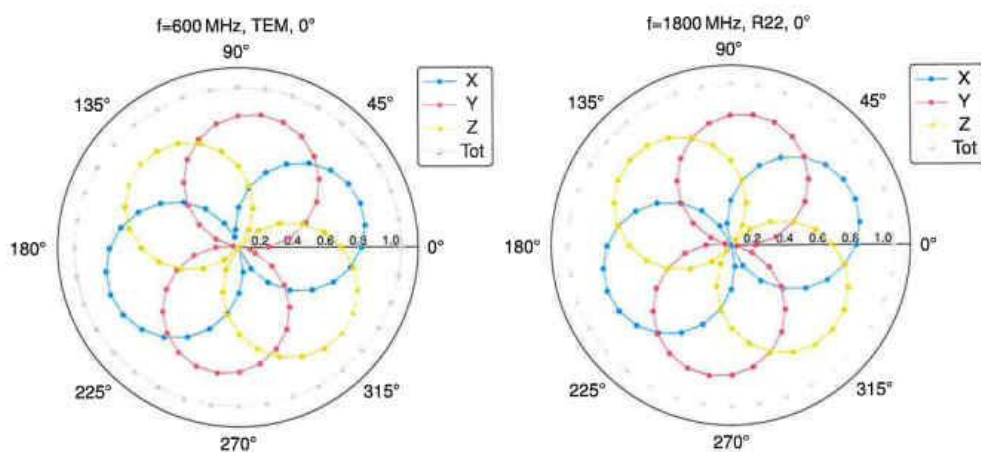 f=600 MHz, TEM, 0°
90°
135°
45°
X
Y
Z
Tot
180°
0.2 0.4 0.6 0.8 1.0
0°
225°
315°
270°
f=1800 MHz, R22, 0°
90°
135°
45°
X
Y
Z
Tot
180°
0.2 0.4 0.6 0.8 1.0
0°
225°
315°
270°